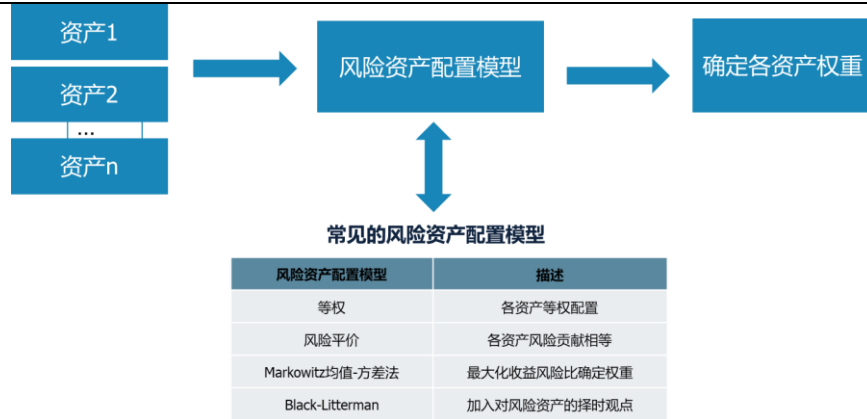 资产1
资产2
...
资产n
风险资产配置模型
确定各资产权重
常见的风险资产配置模型
风险资产配置模型 描述
等权 各资产等权配置
风险平价 各资产风险贡献相等
Markowitz均值-方差法 最大化收益风险比确定权重
Black-Litterman 加入对风险资产的择时观点